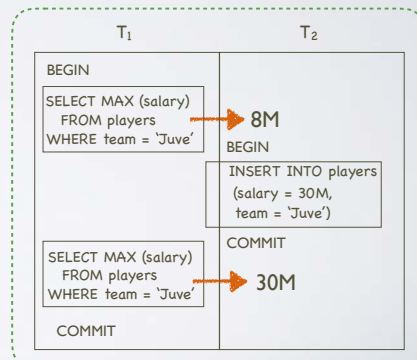 T1 T2
BEGIN
SELECT MAX (salary)
FROM players
WHERE team = ‘Juve’
8M
BEGIN
INSERT INTO players
(salary = 30M,
team = ‘Juve’)
COMMIT
SELECT MAX (salary)
FROM players
WHERE team = ‘Juve’
30M
COMMIT